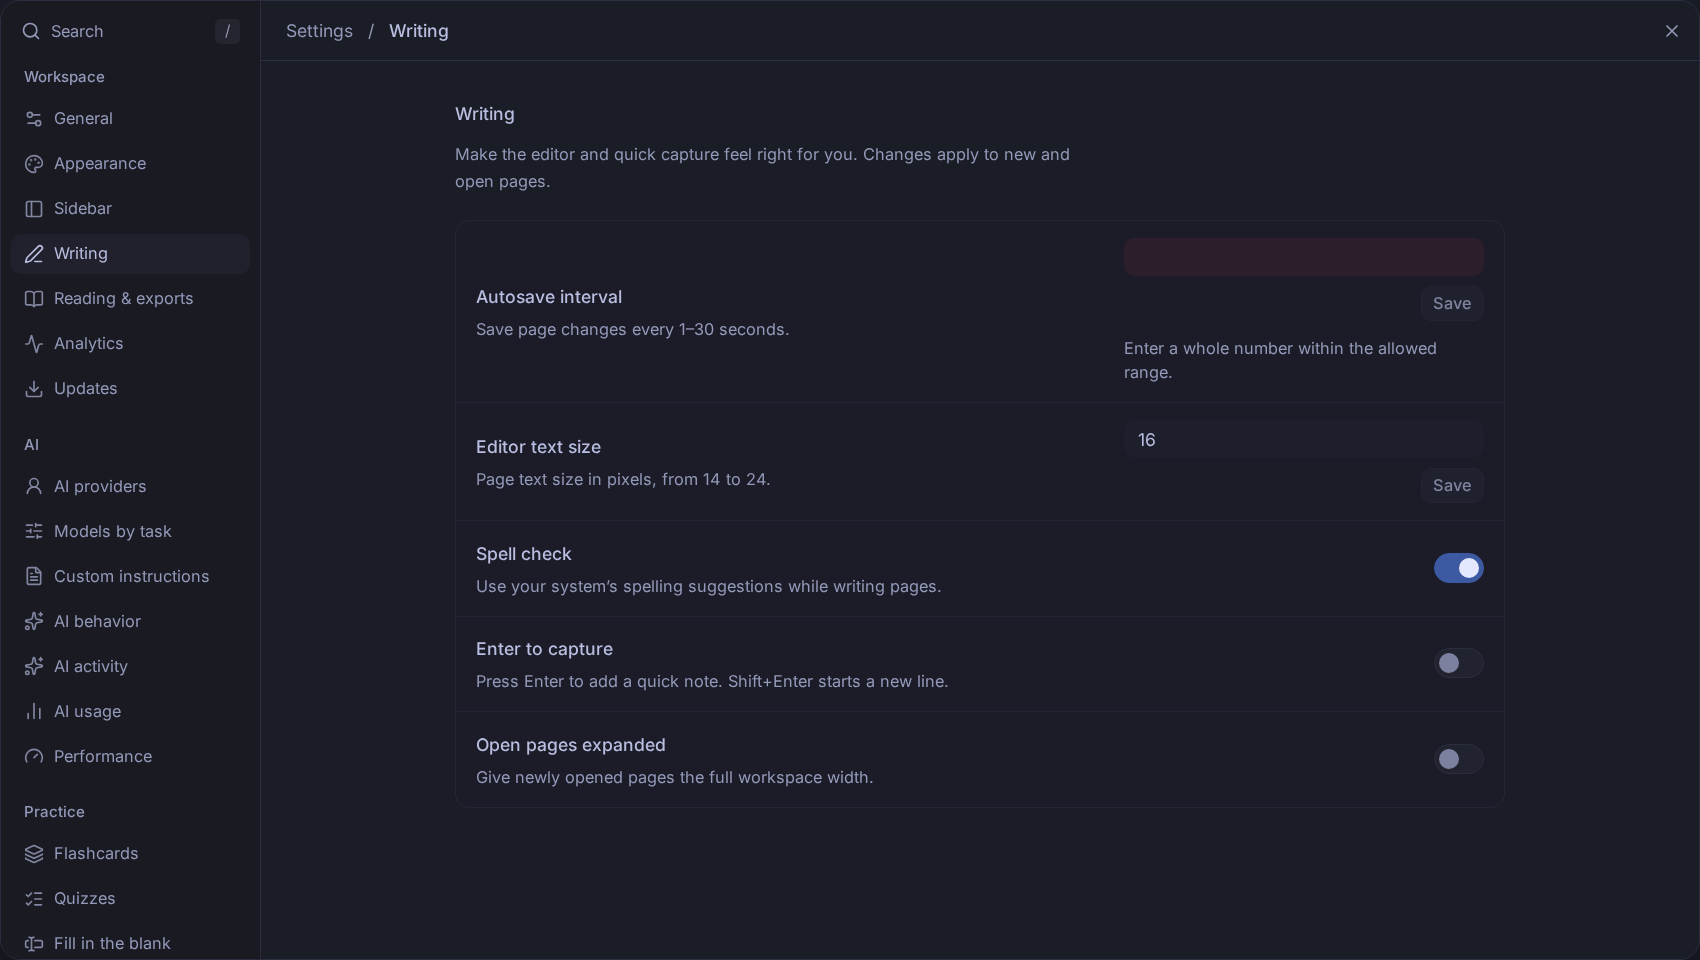 Search /
Workspace
General
Appearance
Sidebar
Writing
Reading & exports
Analytics
Updates
AI
AI providers
Models by task
Custom instructions
AI behavior
AI activity
AI usage
Performance
Practice
Flashcards
Quizzes
Fill in the blank
Settings / Writing
Writing
Make the editor and quick capture feel right for you. Changes apply to new and
open pages.
Autosave interval
Save page changes every 1–30 seconds.
Save
Enter a whole number within the allowed
range.
Editor text size
Page text size in pixels, from 14 to 24.
16
Save
Spell check
Use your system’s spelling suggestions while writing pages.
Enter to capture
Press Enter to add a quick note. Shift+Enter starts a new line.
Open pages expanded
Give newly opened pages the full workspace width.